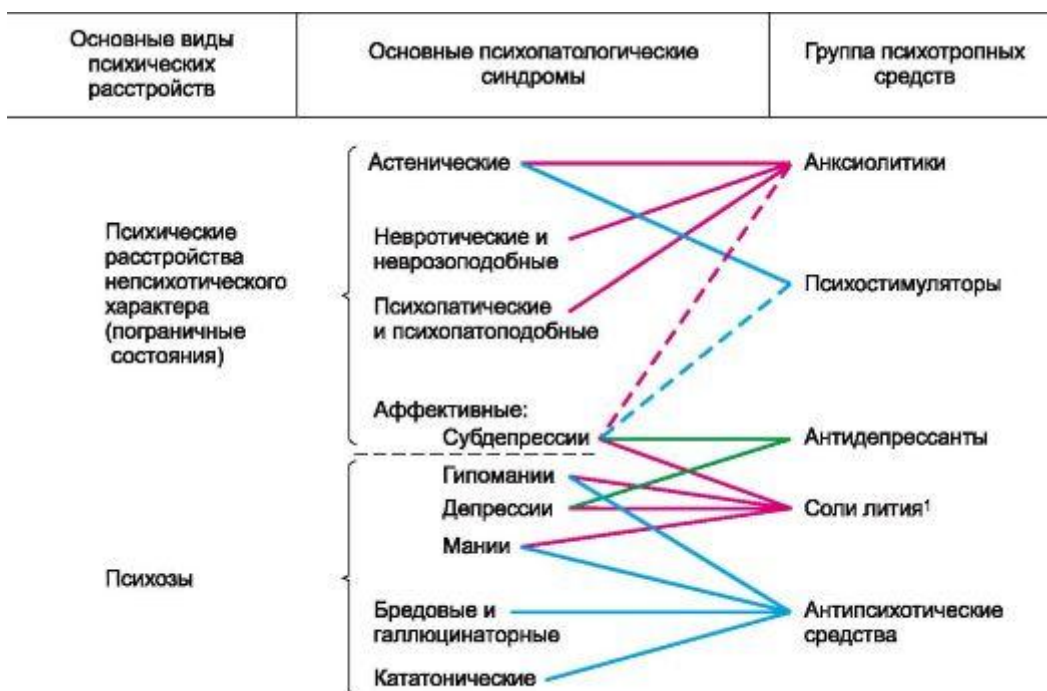 Основные виды
психических
расстройств
Основные психопатологические
синдромы
Группа психотропных
средств
Психические
расстройства
непсихотического
характера
(пограничные
состояния)
Психозы
Астенические
Невротические и
неврозоподобные
Психопатические
и психопатоподобные
Аффективные:
Субдепрессии
Гипомании
Депрессии
Мании
Бредовые и
галлюцинаторные
Кататонические
Анксиолитики
Психостимуляторы
Антидепрессанты
Соли лития¹
Антипсихотические
средства